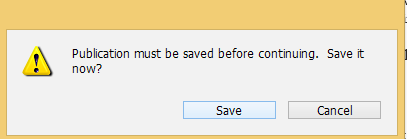 Publication must be saved before continuing.  Save it
now?
Save
Cancel